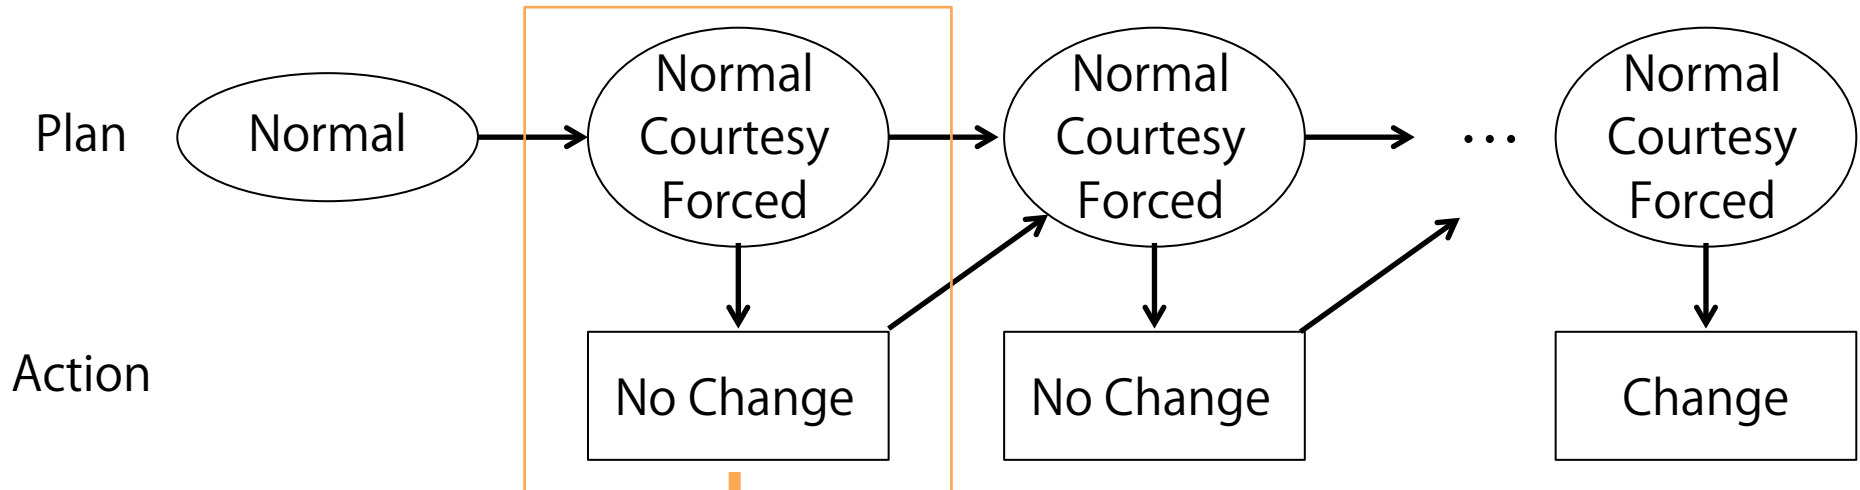 Plan
Normal
Normal
Courtesy
Forced
Normal
Courtesy
Forced
...
Normal
Courtesy
Forced
Action
No Change
No Change
Change